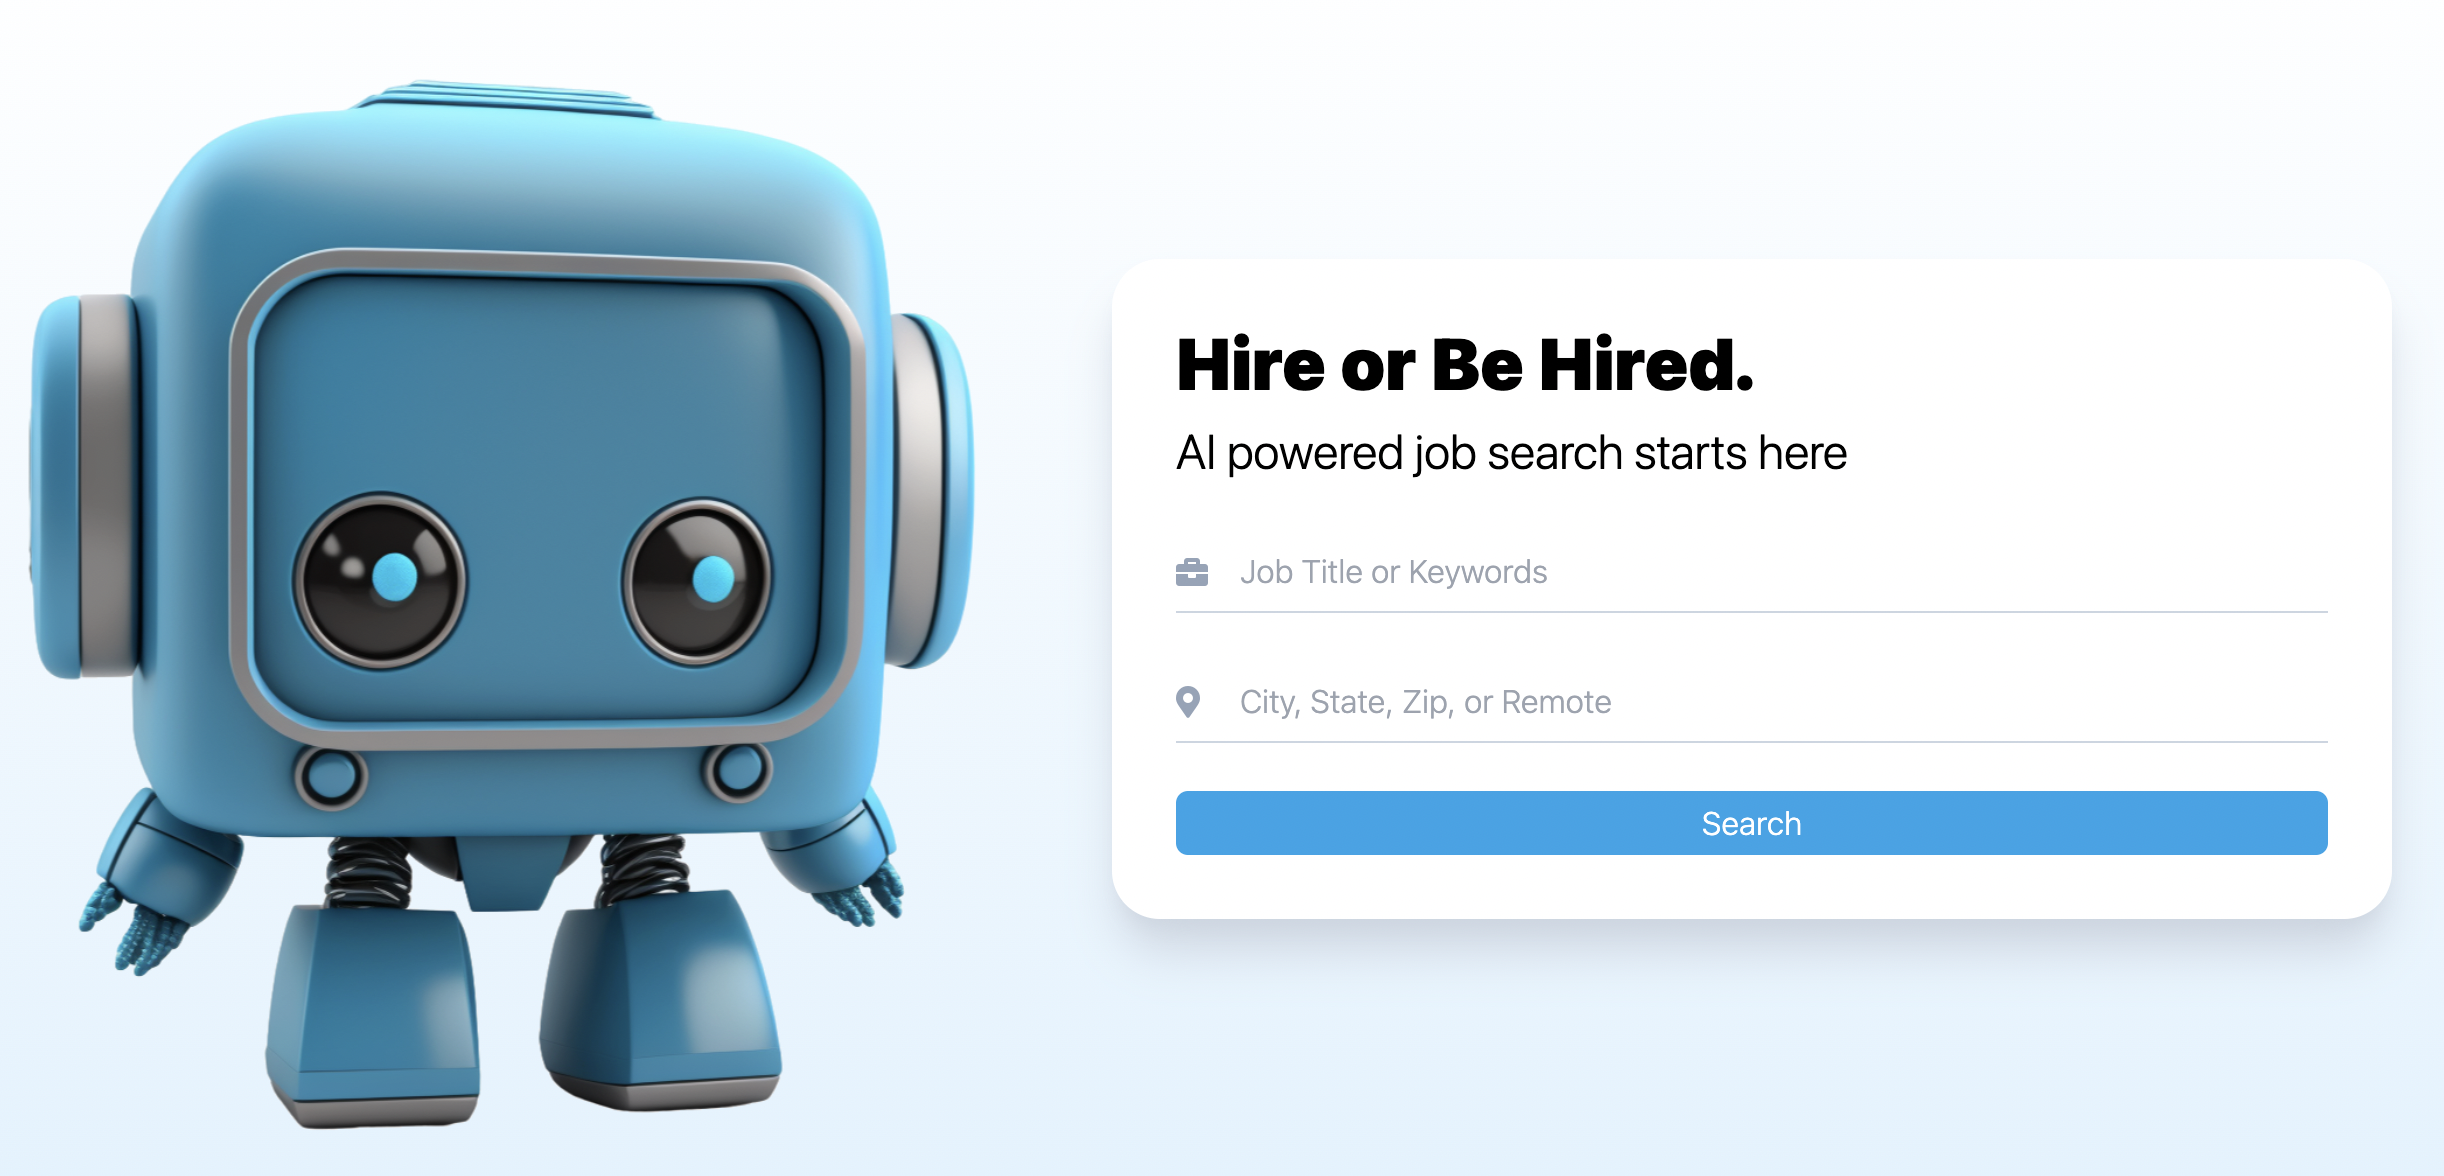 Hire or Be Hired.
AI powered job search starts here
Job Title or Keywords
City, State, Zip, or Remote
Search